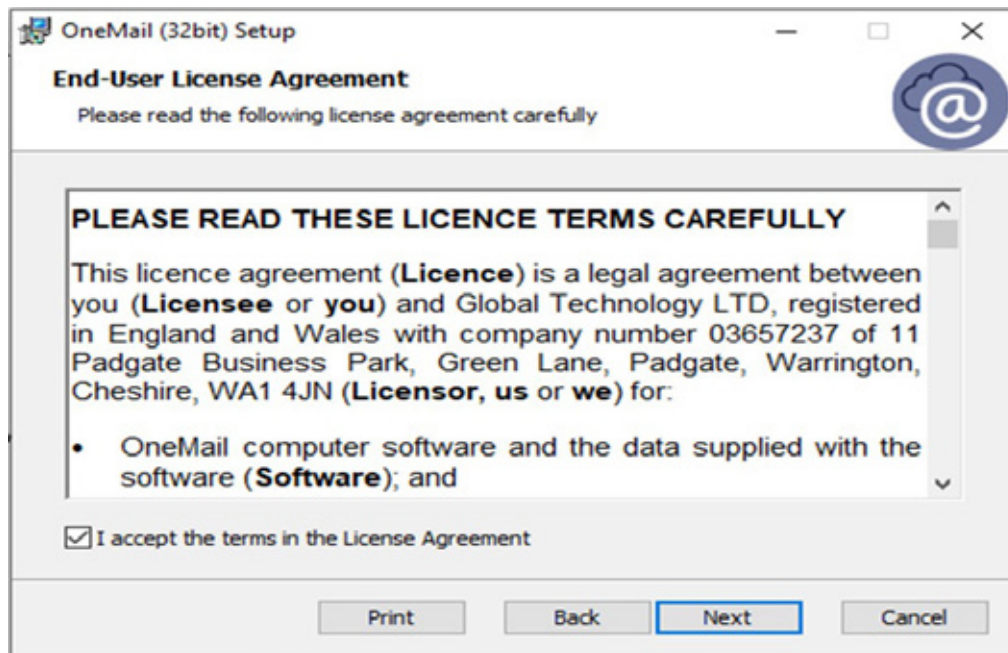 OneMail (32bit) Setup
End-User License Agreement
Please read the following license agreement carefully
@
PLEASE READ THESE LICENCE TERMS CAREFULLY
This licence agreement (Licence) is a legal agreement between
you (Licensee or you) and Global Technology LTD, registered
in England and Wales with company number 03657237 of 11
Padgate Business Park, Green Lane, Padgate, Warrington,
Cheshire, WA1 4JN (Licensor, us or we) for:
• OneMail computer software and the data supplied with the
software (Software); and
I accept the terms in the License Agreement
Print Back Next Cancel